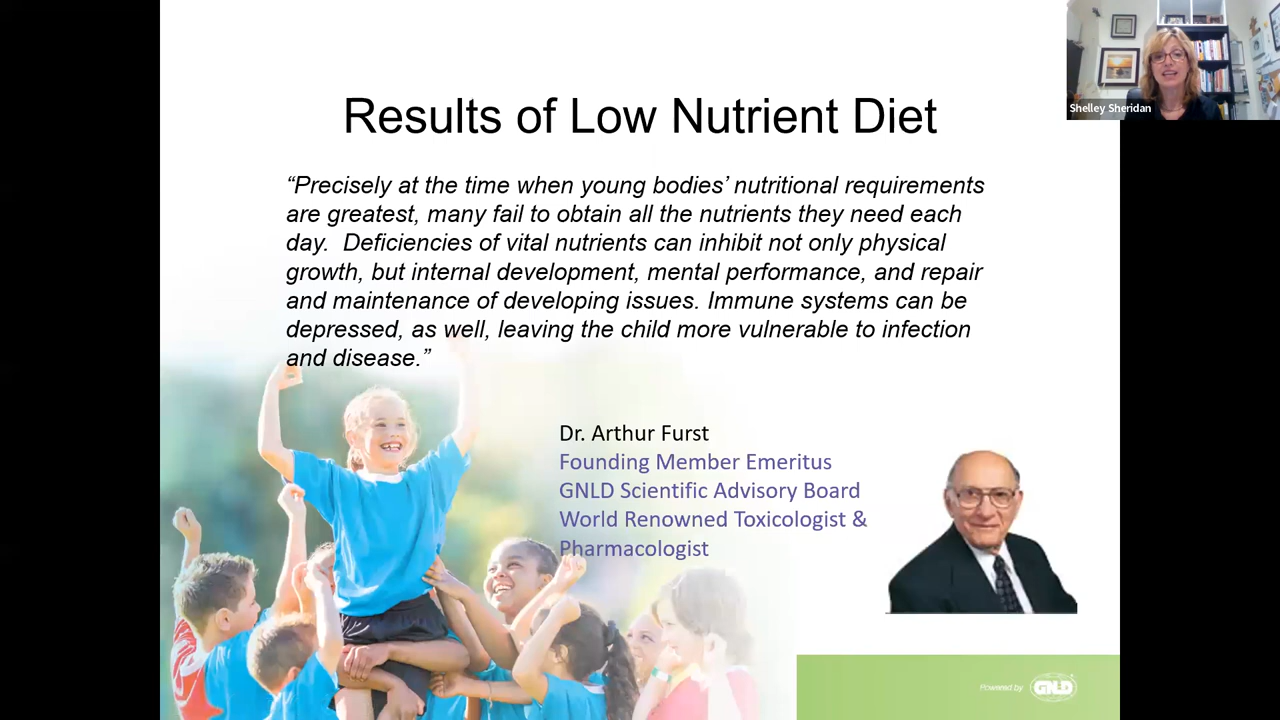 Results of Low Nutrient Diet
Shelley Sheridan
“Precisely at the time when young bodies’ nutritional requirements
are greatest, many fail to obtain all the nutrients they need each
day.  Deficiencies of vital nutrients can inhibit not only physical
growth, but internal development, mental performance, and repair
and maintenance of developing issues. Immune systems can be
depressed, as well, leaving the child more vulnerable to infection
and disease.”
Dr. Arthur Furst
Founding Member Emeritus
GNLD Scientific Advisory Board
World Renowned Toxicologist &
Pharmacologist
Powered by GNLD